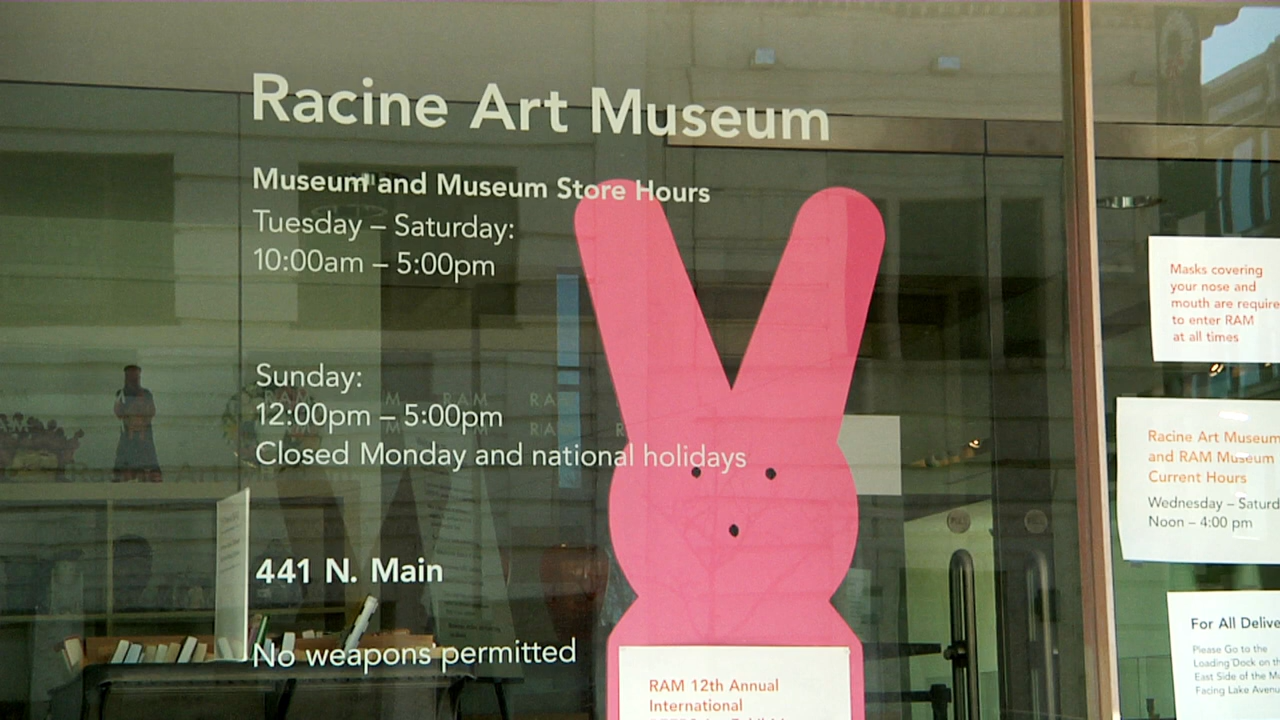 Racine Art Museum
Museum and Museum Store Hours
Tuesday – Saturday:
10:00am – 5:00pm
Sunday:
12:00pm – 5:00pm
Closed Monday and national holidays
441 N. Main
No weapons permitted
RAM 12th Annual
International
Masks covering
your nose and
mouth are require
to enter RAM
at all times
Racine Art Museum
and RAM Museum
Current Hours
Wednesday – Saturd
Noon – 4:00 pm
For All Delive
Please Go to the
Loading Dock on th
East Side of the Mu
Facing Lake Avenu